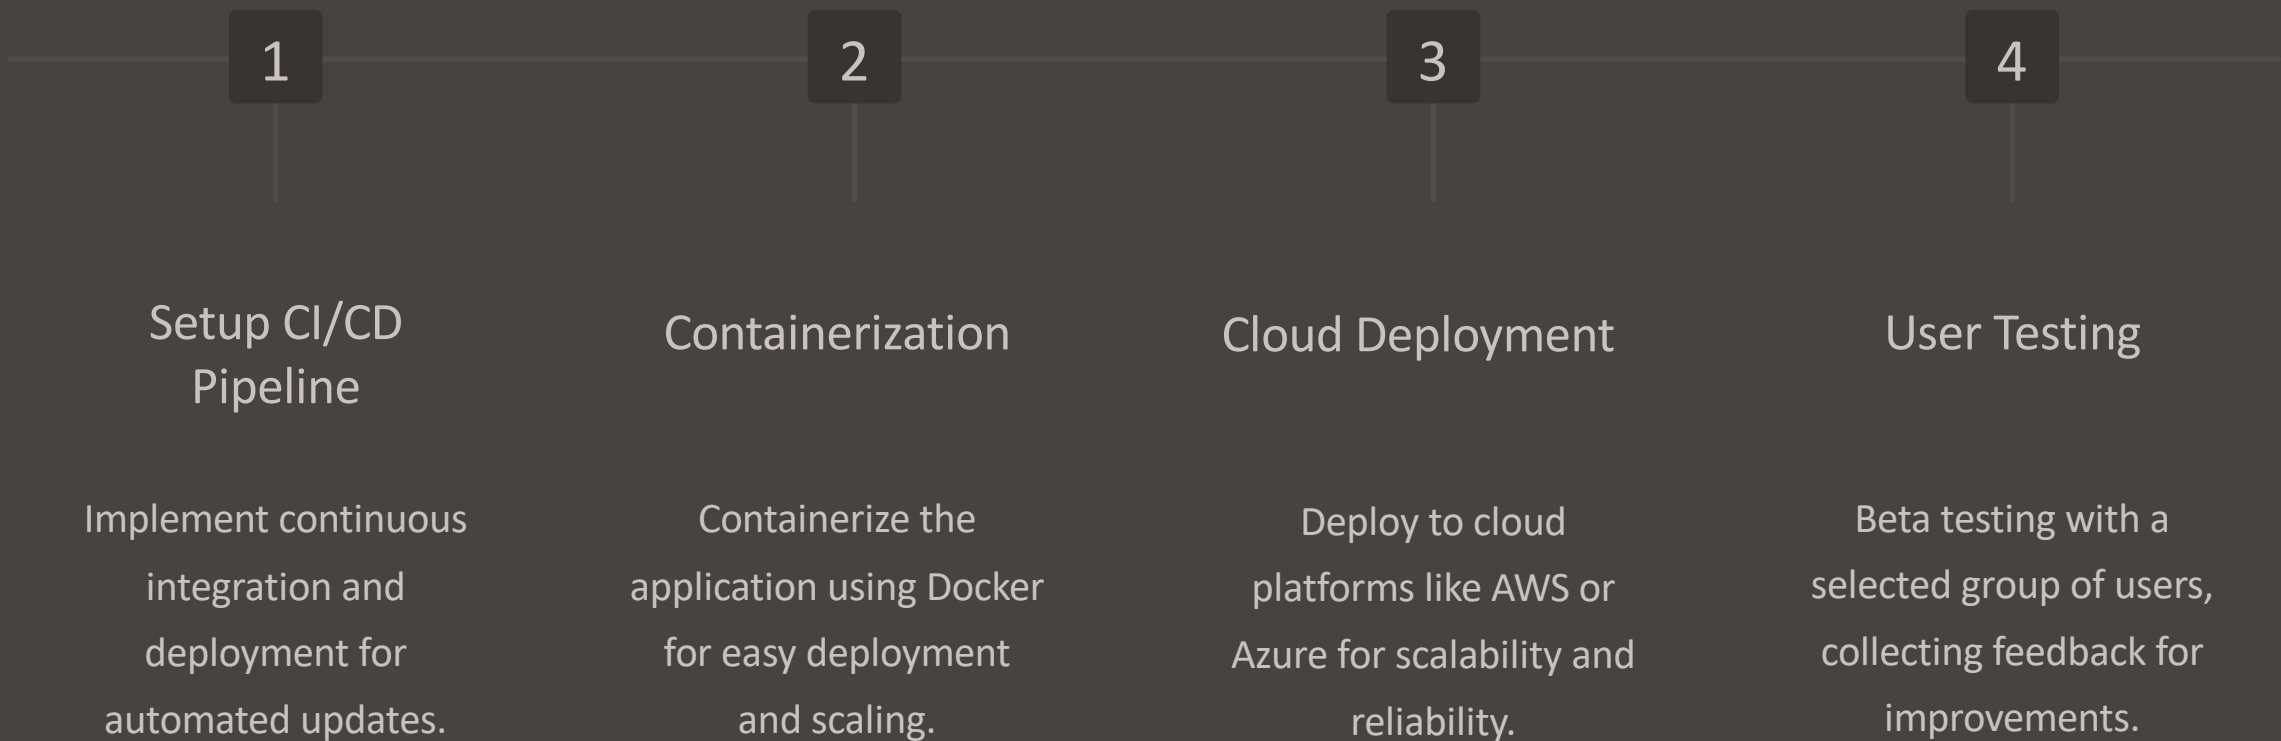 1
Setup CI/CD
Pipeline
Implement continuous
integration and
deployment for
automated updates.
2
Containerization
Containerize the
application using Docker
for easy deployment
and scaling.
3
Cloud Deployment
Deploy to cloud
platforms like AWS or
Azure for scalability and
reliability.
4
User Testing
Beta testing with a
selected group of users,
collecting feedback for
improvements.